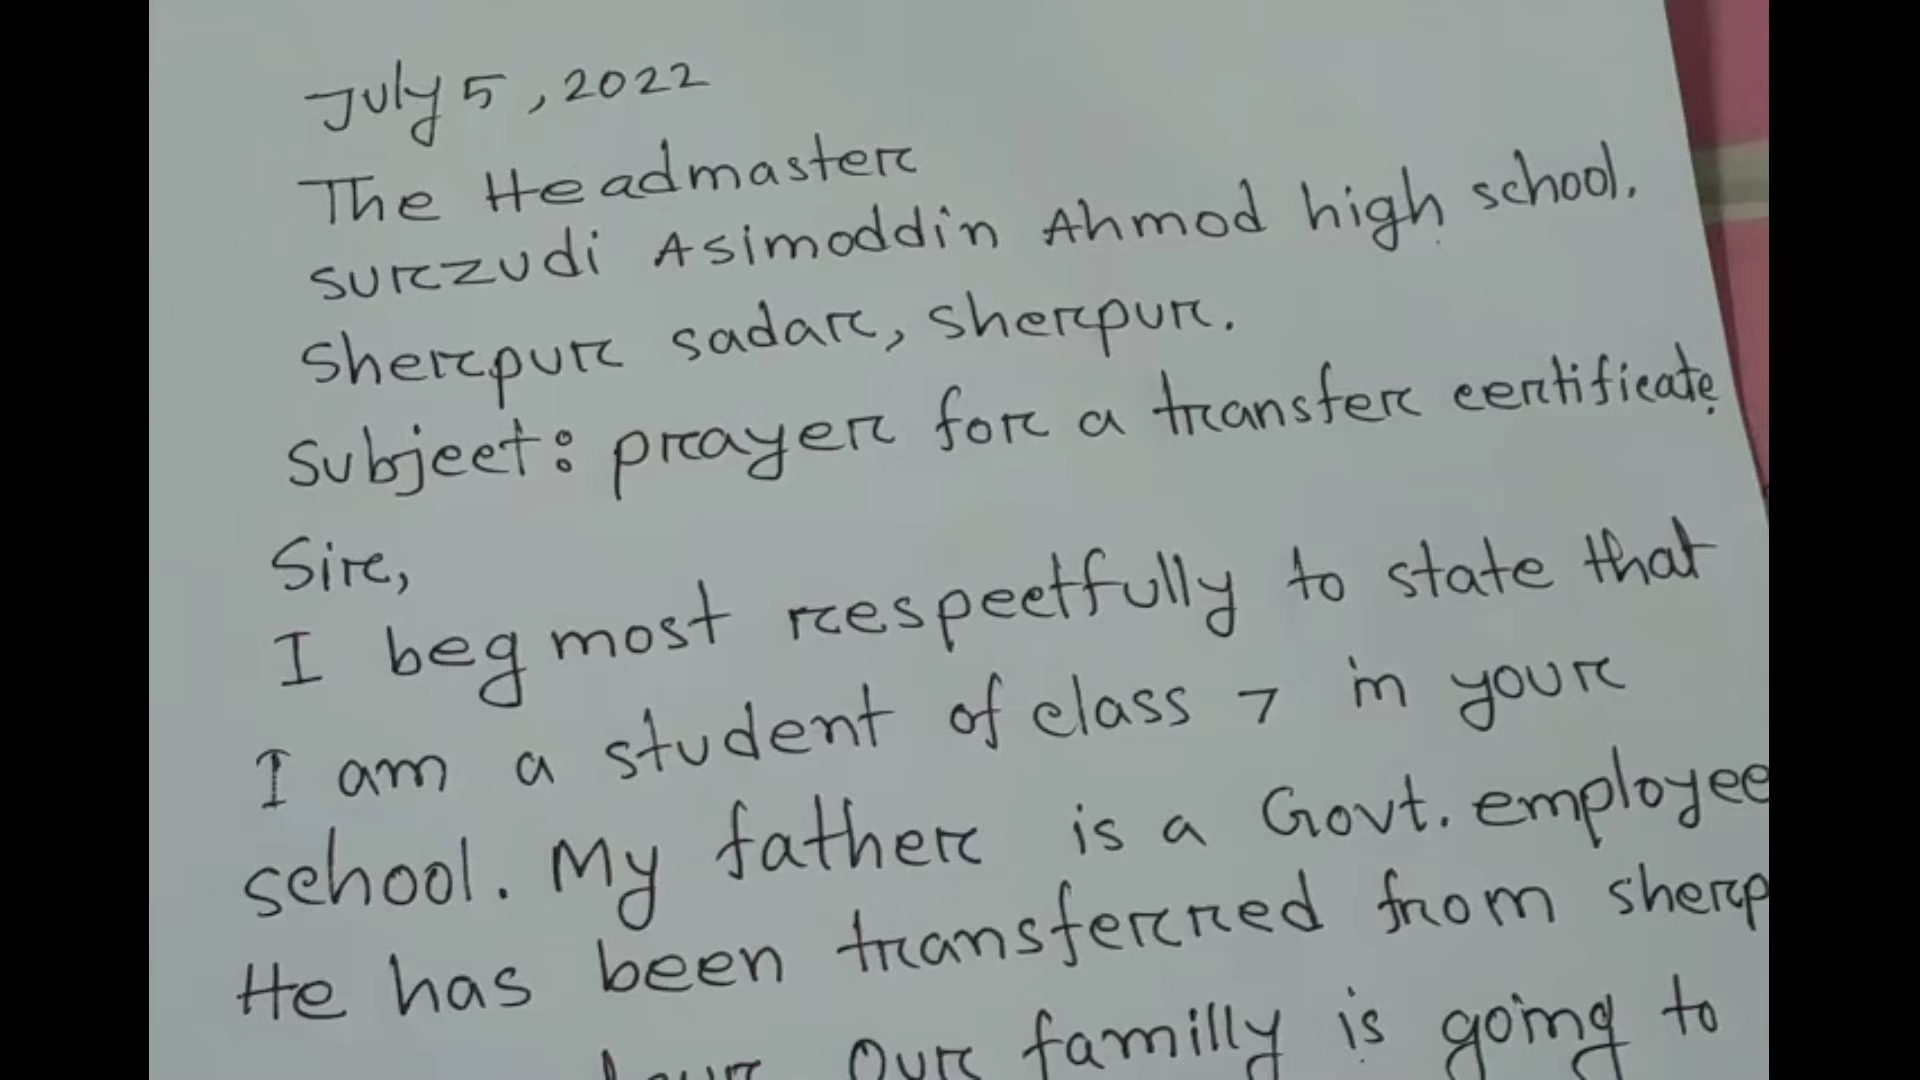 July 5, 2022
The Headmaster
surzudi Asimoddin Ahmod high school.
Sherpur sadar, sherpur.
Subject: prayer for a transfer certificate.
Sir,
I beg most respectfully to state that
I am a student of class 7 in your
school. My father is a Govt. employee
He has been transferred from sherp
Our familly is going to